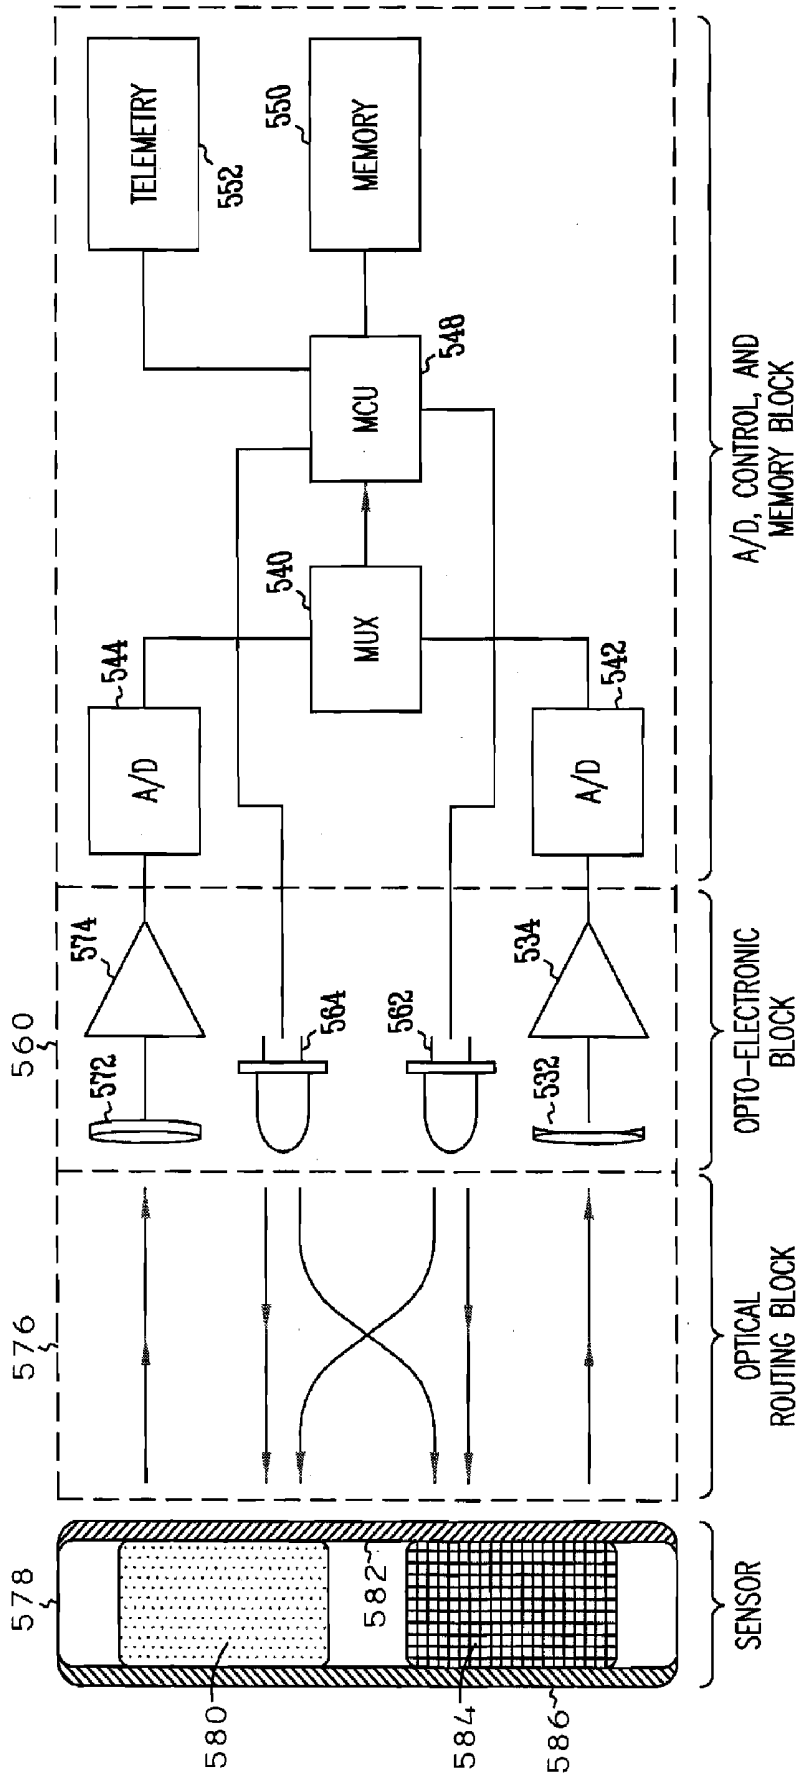 578
576
560
580
582
584
586
572
574
564
562
532
534
A/D
544
A/D
542
MUX
540
MCU
548
TELEMETRY
552
MEMORY
550
SENSOR
OPTICAL
ROUTING BLOCK
OPTO-ELECTRONIC
BLOCK
A/D, CONTROL, AND
MEMORY BLOCK